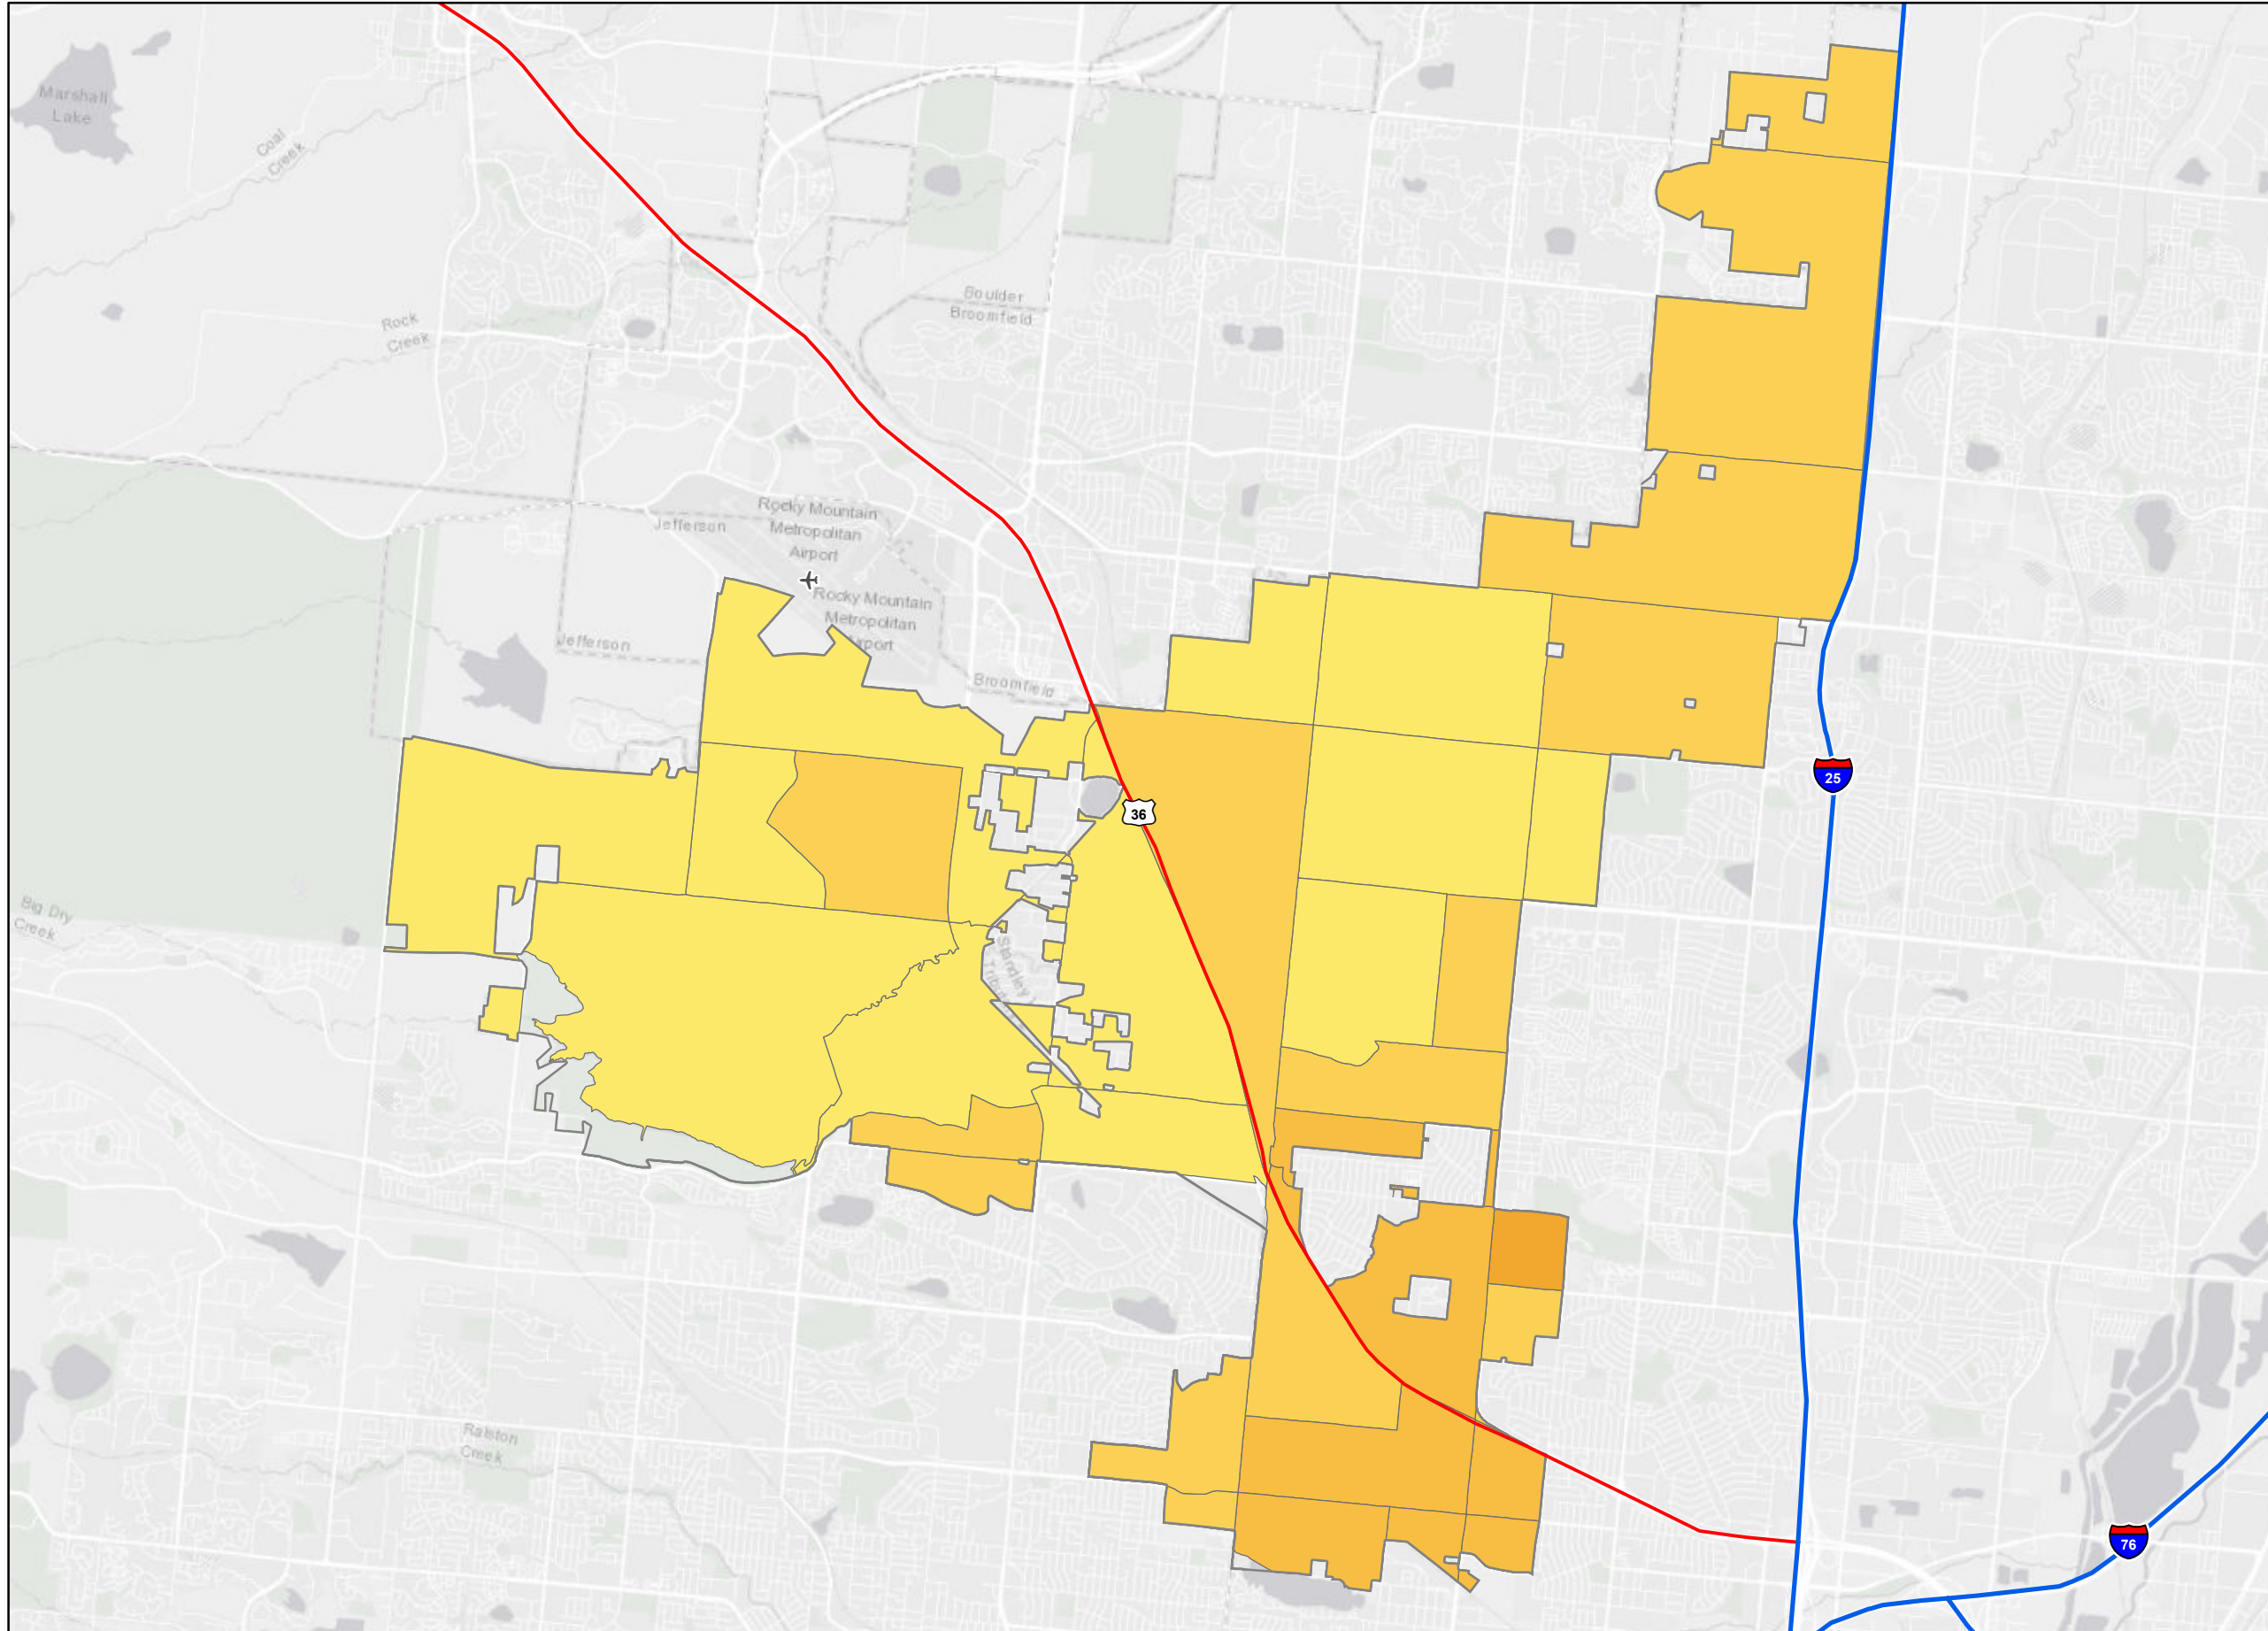 Marshall
Lake
Coal
Creek
Boulder
Broomfield
Rock
Creek
Rocky Mountain
Metropolitan
Airport
Jefferson
Rocky Mountain
Metropolitan
Airport
Jefferson
Broomfield
25
36
Big Dry
Creek
Standley
Ralston
Creek
76